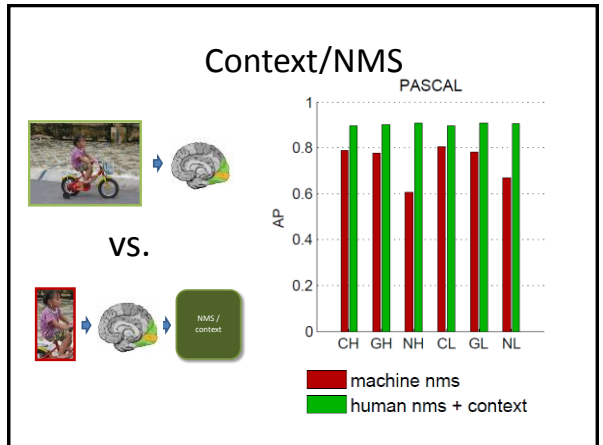 Context/NMS
vs.
NMS /
context
PASCAL
1
0.8
0.6
0.4
0.2
0
AP
CH GH NH CL GL NL
machine nms
human nms + context